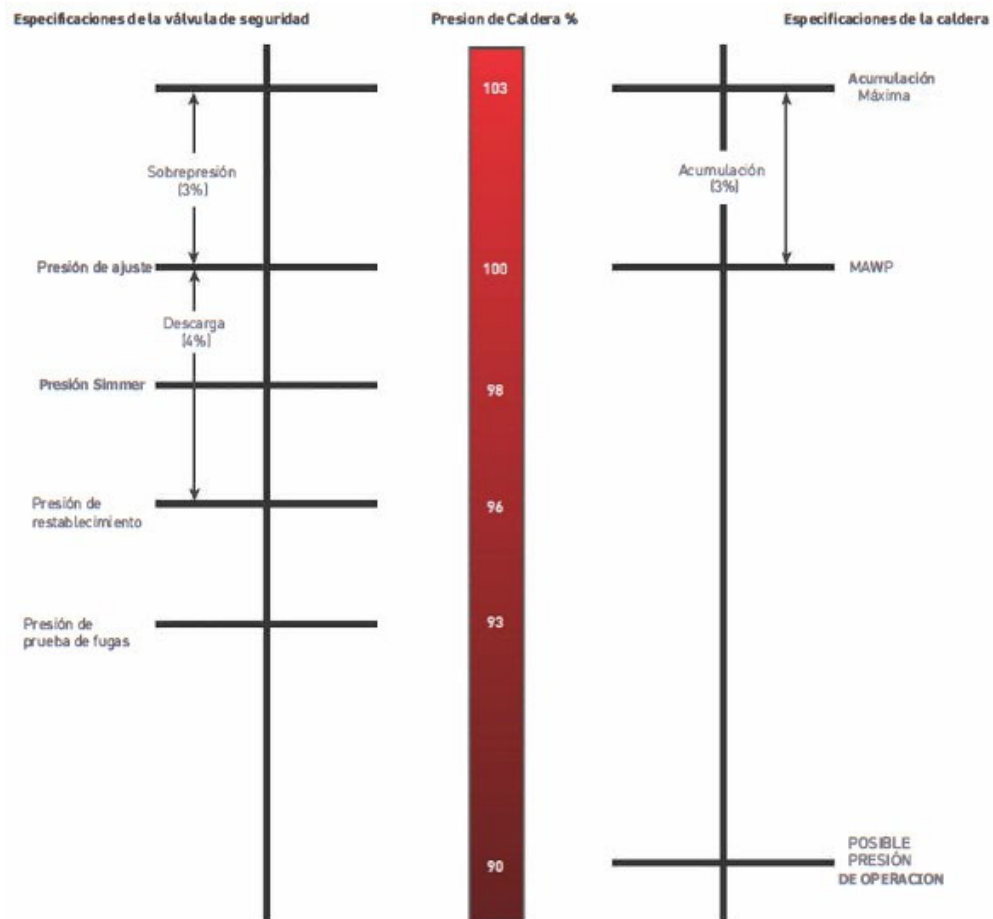 Especificaciones de la válvula de seguridad
Presion de Caldera %
Especificaciones de la caldera
103
Acumulación
Máxima
Sobrepresión
(3%)
Acumulación
(3%)
Presión de ajuste
100
MAWP
Descarga
(4%)
Presión Simmer
98
Presión de
restablecimiento
96
Presión de
prueba de fugas
93
90
POSIBLE
PRESIÓN
DE OPERACION